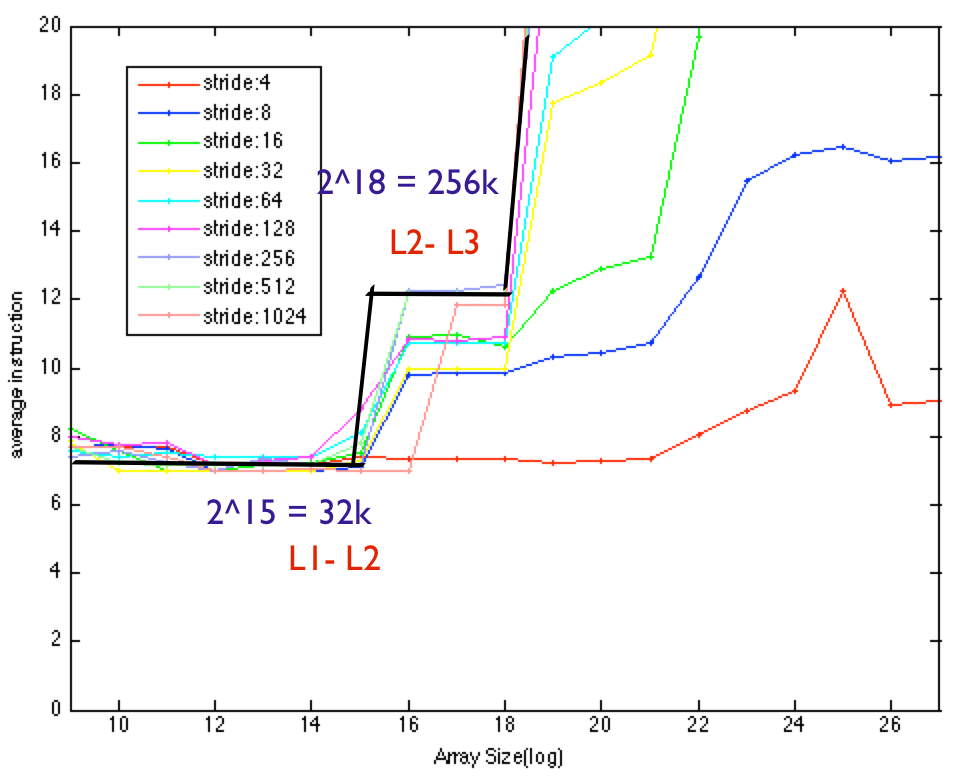 20
18
16
14
12
10
8
6
4
2
0
average instruction
stride:4
stride:8
stride:16
stride:32
stride:64
stride:128
stride:256
stride:512
stride:1024
2^18 = 256k
L2- L3
2^15 = 32k
L1- L2
10 12 14 16 18 20 22 24 26
Array Size(log)